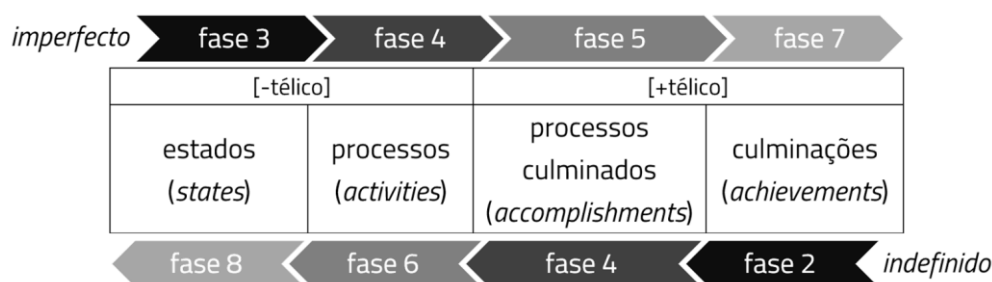 imperfecto fase 3 fase 4 fase 5 fase 7
[-télico] [+télico]
estados (states)
processos (activities)
processos culminados (accomplishments)
culminações (achievements)
fase 8 fase 6 fase 4 fase 2 indefinido